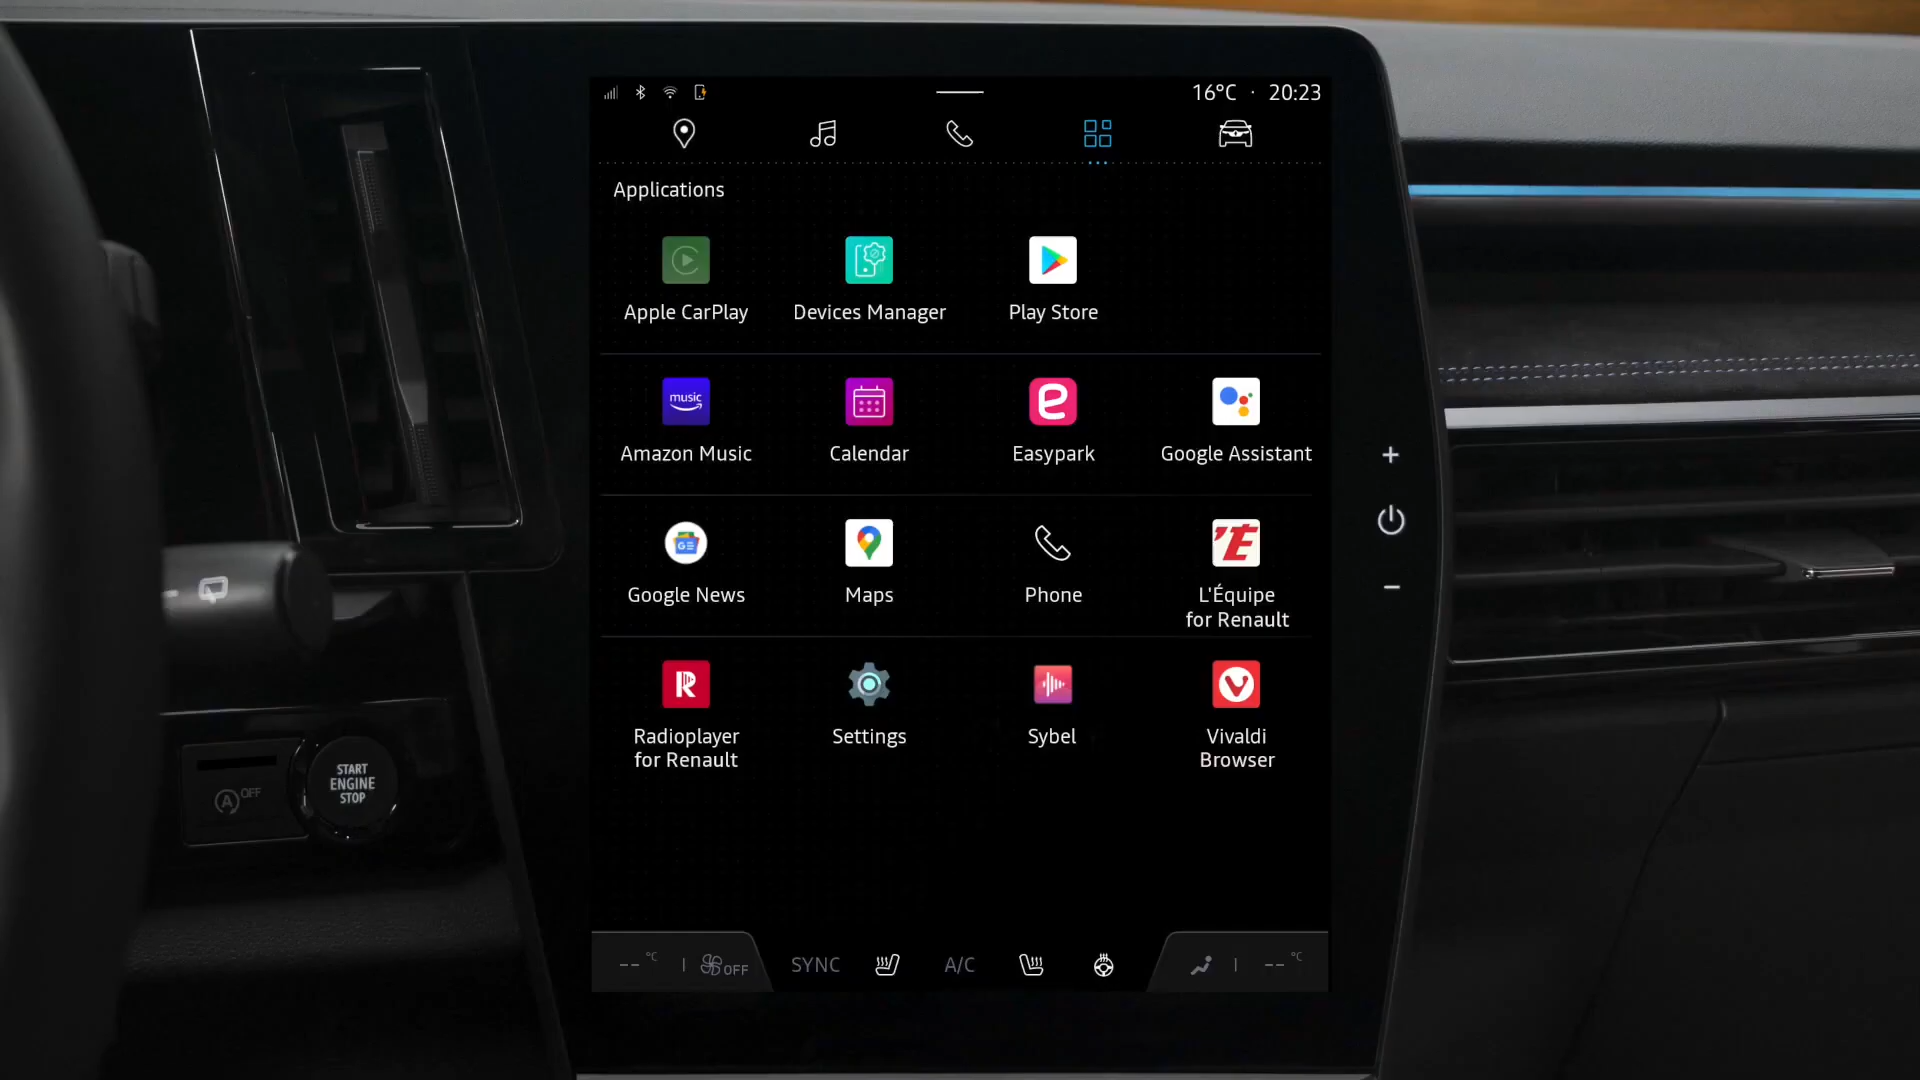 16°C · 20:23
Applications
Apple CarPlay
Devices Manager
Play Store
music
Amazon Music
Calendar
e
Easypark
Google Assistant
GE
Google News
Maps
Phone
'É
L'Équipe
for Renault
R
Radioplayer
for Renault
Settings
Sybel
Vivaldi
Browser
+
−
START
ENGINE
STOP
A OFF
-- °C
OFF
SYNC
A/C
-- °C